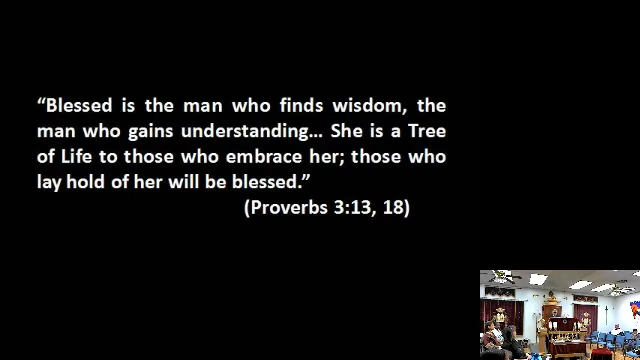 “Blessed is the man who finds wisdom, the
man who gains understanding... She is a Tree
of Life to those who embrace her; those who
lay hold of her will be blessed.”
(Proverbs 3:13, 18)